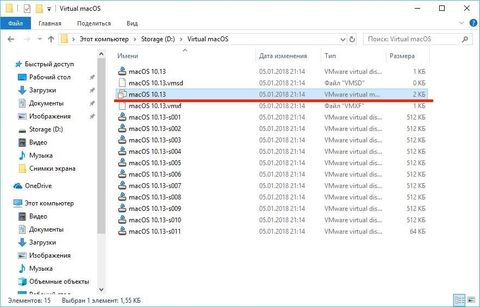 Virtual macOS
Файл
Главная
Поделиться
Вид
Этот компьютер
Storage (D:)
Virtual macOS
Поиск: Virtual macOS
Имя
Дата изменения
Тип
Размер
Быстрый доступ
Рабочий стол
Загрузки
Документы
Изображения
Storage (D:)
Видео
Музыка
Снимки экрана
OneDrive
Этот компьютер
Видео
Документы
Загрузки
Изображения
Музыка
Объемные объекты
Рабочий стол
macOS 10.13 05.01.2018 21:14 VMware virtual dis... 1 КБ
macOS 10.13.vmsd 05.01.2018 21:14 Файл "VMSD" 0 КБ
macOS 10.13 05.01.2018 21:14 VMware virtual m... 2 КБ
macOS 10.13.vmxf 05.01.2018 21:14 Файл "VMXF" 1 КБ
macOS 10.13-s001 05.01.2018 21:14 VMware virtual dis... 512 КБ
macOS 10.13-s002 05.01.2018 21:14 VMware virtual dis... 512 КБ
macOS 10.13-s003 05.01.2018 21:14 VMware virtual dis... 512 КБ
macOS 10.13-s004 05.01.2018 21:14 VMware virtual dis... 512 КБ
macOS 10.13-s005 05.01.2018 21:14 VMware virtual dis... 512 КБ
macOS 10.13-s006 05.01.2018 21:14 VMware virtual dis... 512 КБ
macOS 10.13-s007 05.01.2018 21:14 VMware virtual dis... 512 КБ
macOS 10.13-s008 05.01.2018 21:14 VMware virtual dis... 512 КБ
macOS 10.13-s009 05.01.2018 21:14 VMware virtual dis... 512 КБ
macOS 10.13-s010 05.01.2018 21:14 VMware virtual dis... 512 КБ
macOS 10.13-s011 05.01.2018 21:14 VMware virtual dis... 64 КБ
Элементов: 15
Выбран 1 элемент: 1,55 КБ